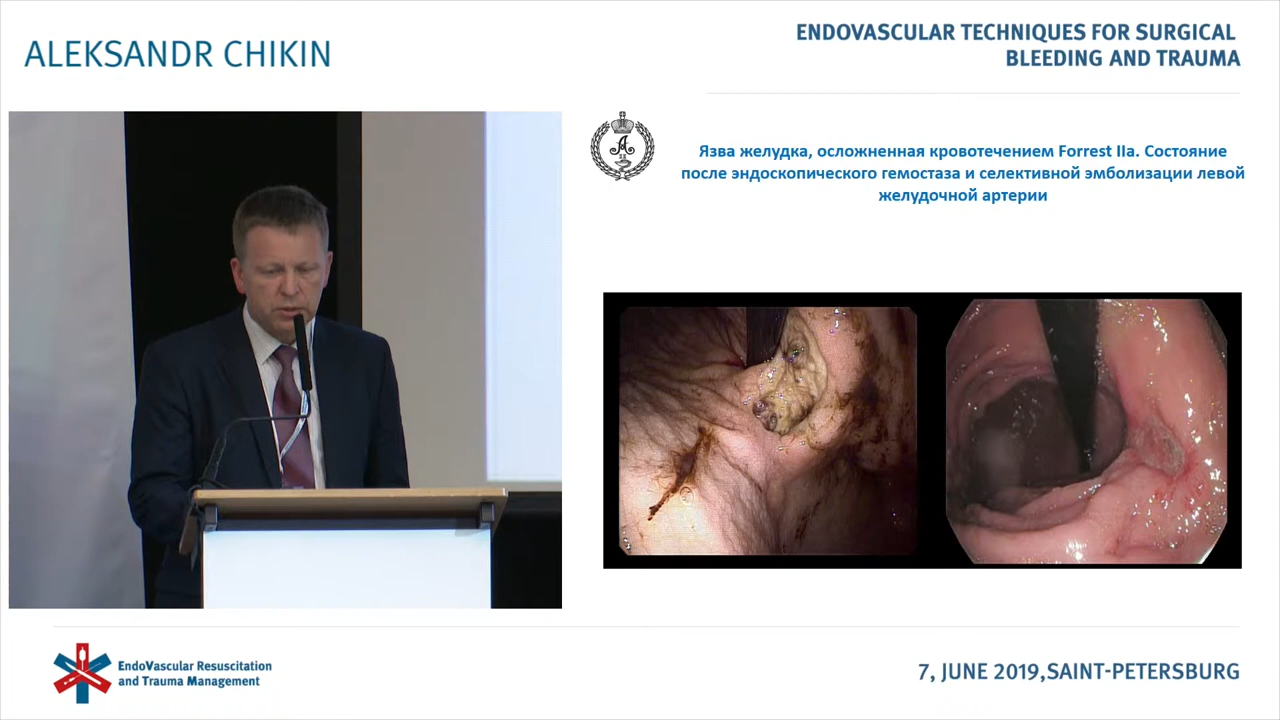 ALEKSANDR CHIKIN
ENDOVASCULAR TECHNIQUES FOR SURGICAL
BLEEDING AND TRAUMA
Язва желудка, осложненная кровотечением Forrest IIa. Состояние
после эндоскопического гемостаза и селективной эмболизации левой
желудочной артерии
EndoVascular Resuscitation
and Trauma Management
7, JUNE 2019,SAINT-PETERSBURG